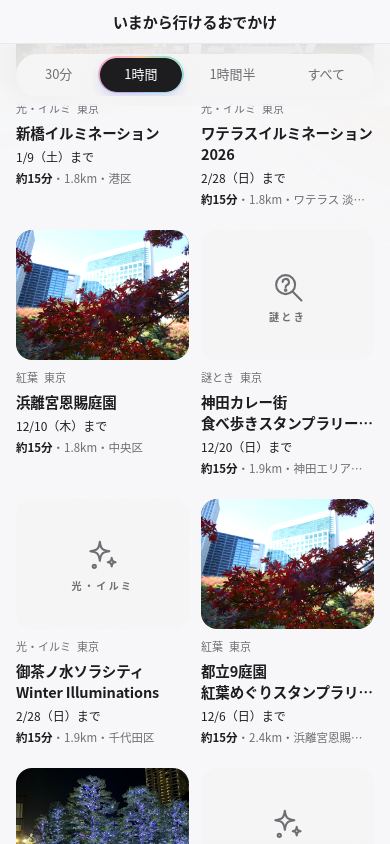 いまから行けるおでかけ
30分
1時間
1時間半
すべて
光・イルミ 東京
新橋イルミネーション
1/9（土）まで
約15分・1.8km・港区
光・イルミ 東京
ワテラスイルミネーション
2026
2/28（日）まで
約15分・1.8km・ワテラス 淡…
紅葉 東京
浜離宮恩賜庭園
12/10（木）まで
約15分・1.8km・中央区
謎とき
謎とき 東京
神田カレー街
食べ歩きスタンプラリー…
12/20（日）まで
約15分・1.9km・神田エリア…
光・イルミ
光・イルミ 東京
御茶ノ水ソラシティ
Winter Illuminations
2/28（日）まで
約15分・1.9km・千代田区
紅葉 東京
都立9庭園
紅葉めぐりスタンプラリ…
12/6（日）まで
約15分・2.4km・浜離宮恩賜…